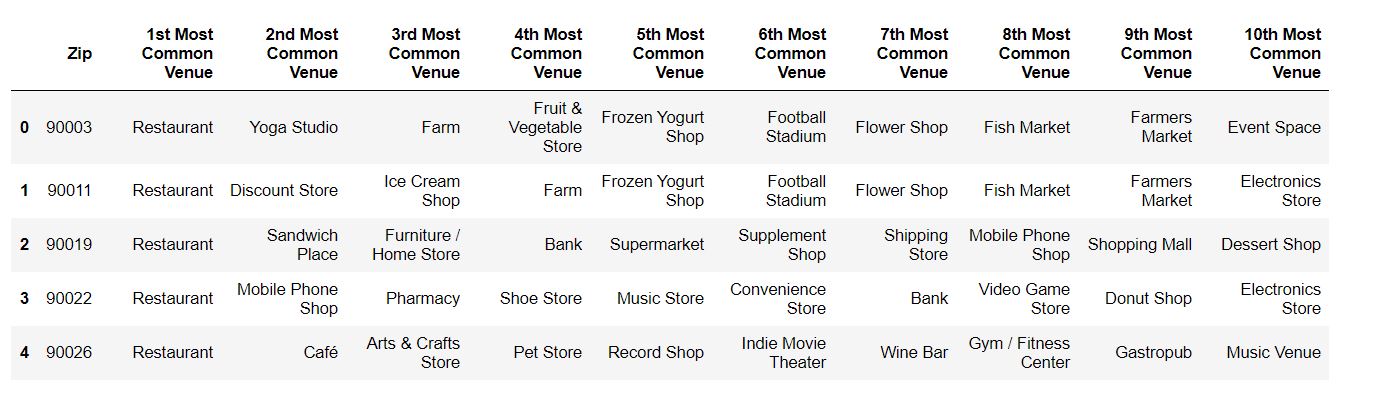 Zip 1st Most Common Venue 2nd Most Common Venue 3rd Most Common Venue 4th Most Common Venue 5th Most Common Venue 6th Most Common Venue 7th Most Common Venue 8th Most Common Venue 9th Most Common Venue 10th Most Common Venue
0 90003 Restaurant Yoga Studio Farm Fruit & Vegetable Store Frozen Yogurt Shop Football Stadium Flower Shop Fish Market Farmers Market Event Space
1 90011 Restaurant Discount Store Ice Cream Shop Farm Frozen Yogurt Shop Football Stadium Flower Shop Fish Market Farmers Market Electronics Store
2 90019 Restaurant Sandwich Place Furniture / Home Store Bank Supermarket Supplement Shop Shipping Store Mobile Phone Shop Shopping Mall Dessert Shop
3 90022 Restaurant Mobile Phone Shop Pharmacy Shoe Store Music Store Convenience Store Bank Video Game Store Donut Shop Electronics Store
4 90026 Restaurant Café Arts & Crafts Store Pet Store Record Shop Indie Movie Theater Wine Bar Gym / Fitness Center Gastropub Music Venue